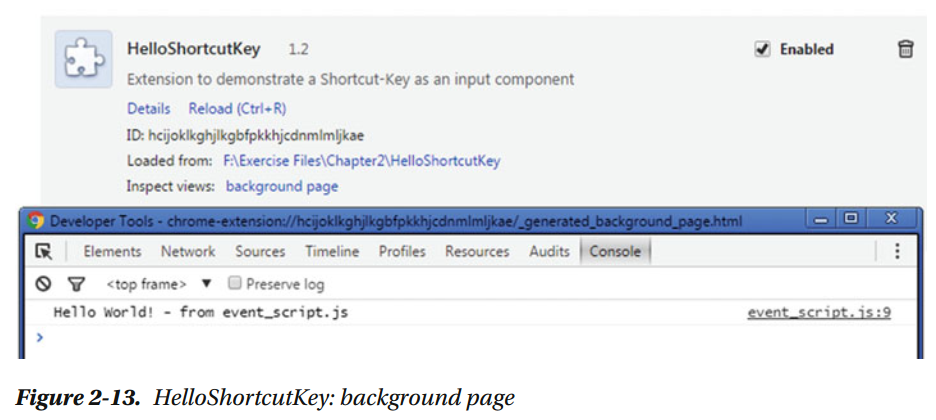 HelloShortcutKey 1.2 Enabled
Extension to demonstrate a Shortcut-Key as an input component
Details Reload (Ctrl+R)
ID: hcijoklkghjlkgbfpkkhjcdnmlmljkae
Loaded from: F:\Exercise Files\Chapter2\HelloShortcutKey
Inspect views: background page
Developer Tools - chrome-extension://hcijoklkghjlkgbfpkkhjcdnmlmljkae/_generated_background_page.html
Elements Network Sources Timeline Profiles Resources Audits Console
<top frame> ▼ Preserve log
Hello World! - from event_script.js event_script.js:9
>
Figure 2-13. HelloShortcutKey: background page